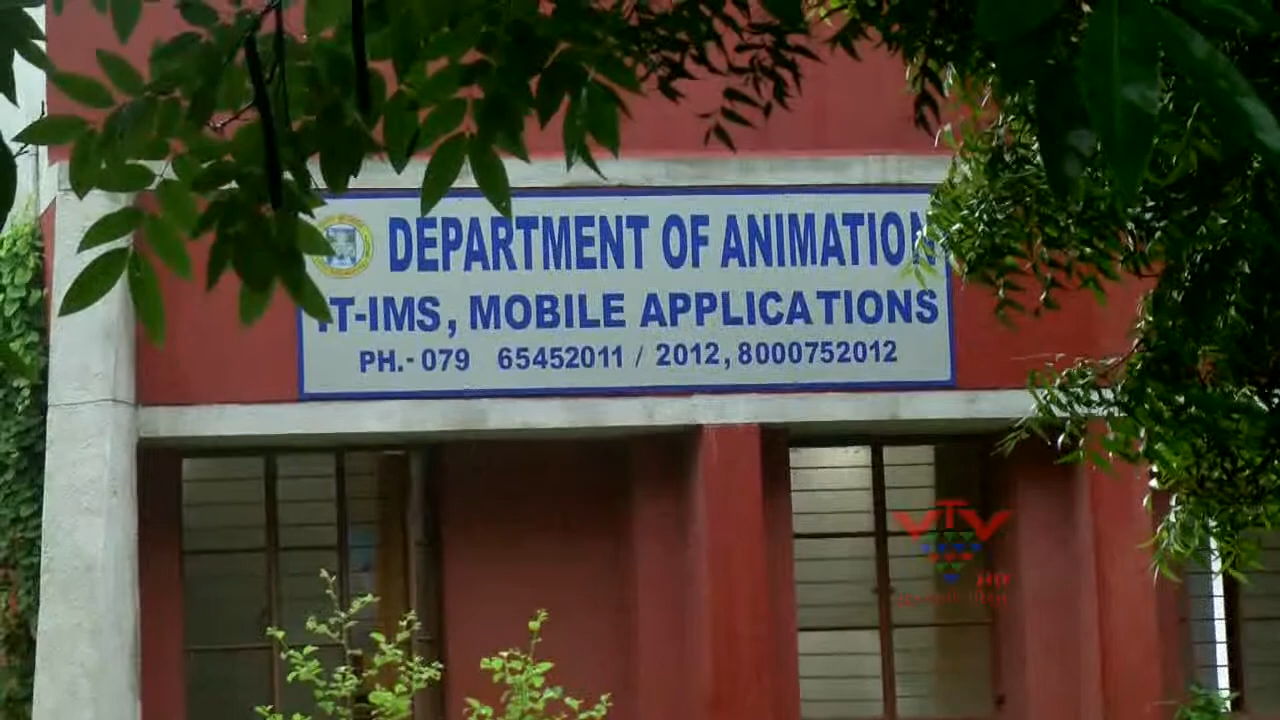 DEPARTMENT OF ANIMATION
IT-IMS, MOBILE APPLICATIONS
PH.- 079 65452011 / 2012, 8000752012
VTV